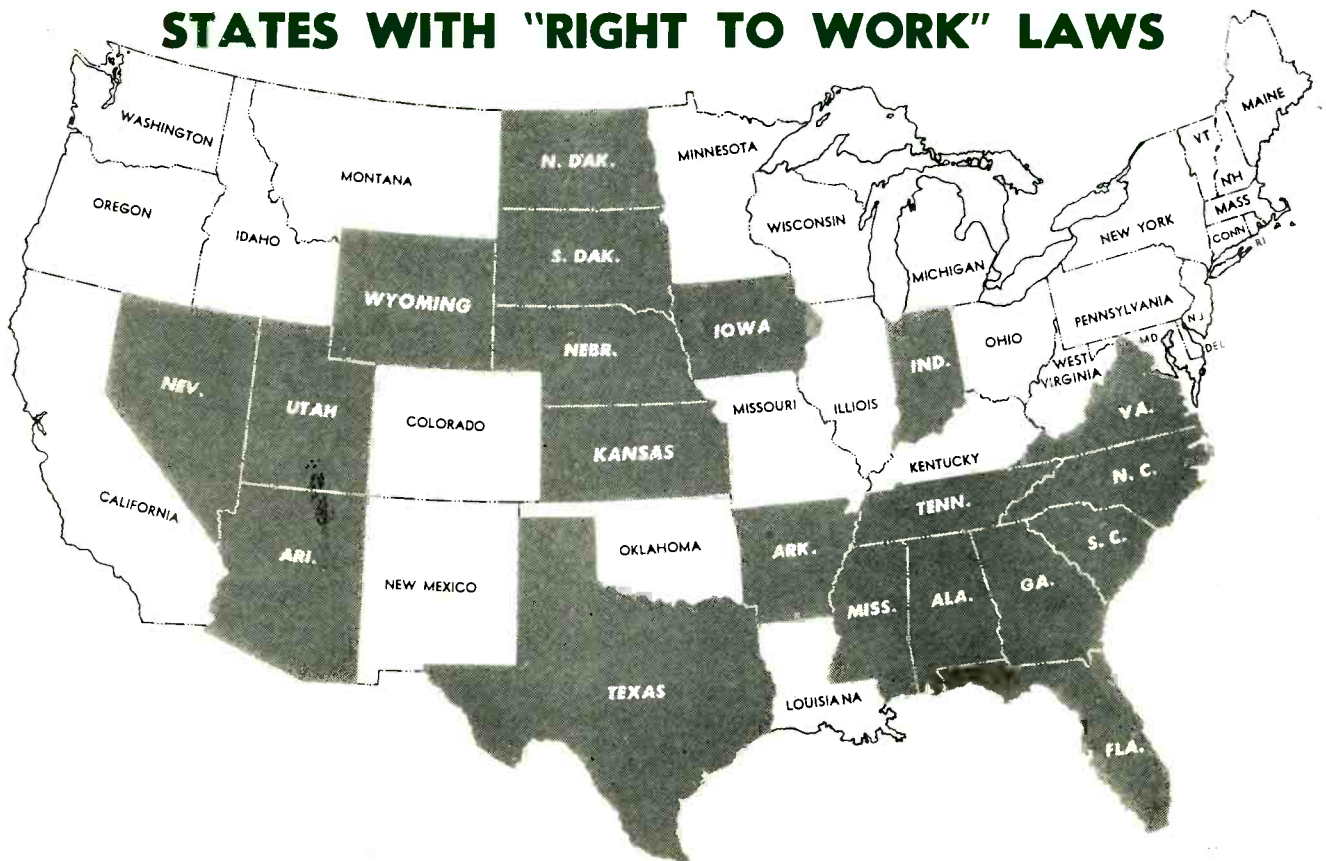 STATES WITH "RIGHT TO WORK" LAWS
WASHINGTON
OREGON
IDAHO
MONTANA
N. DAK.
S. DAK.
WYOMING
NEBR.
NEV.
UTAH
COLORADO
KANSAS
CALIFORNIA
ARI.
NEW MEXICO
OKLAHOMA
TEXAS
MINNESOTA
WISCONSIN
MICHIGAN
IOWA
MISSOURI
ILLIOIS
IND.
OHIO
KENTUCKY
TENN.
ARK.
LOUISIANA
MISS.
ALA.
GA.
FLA.
S. C.
N. C.
VA.
WEST
VIRGINIA
MD
DEL
PENNSYLVANIA
N J
NEW YORK
CONN
RI
MASS
VT
NH
MAINE